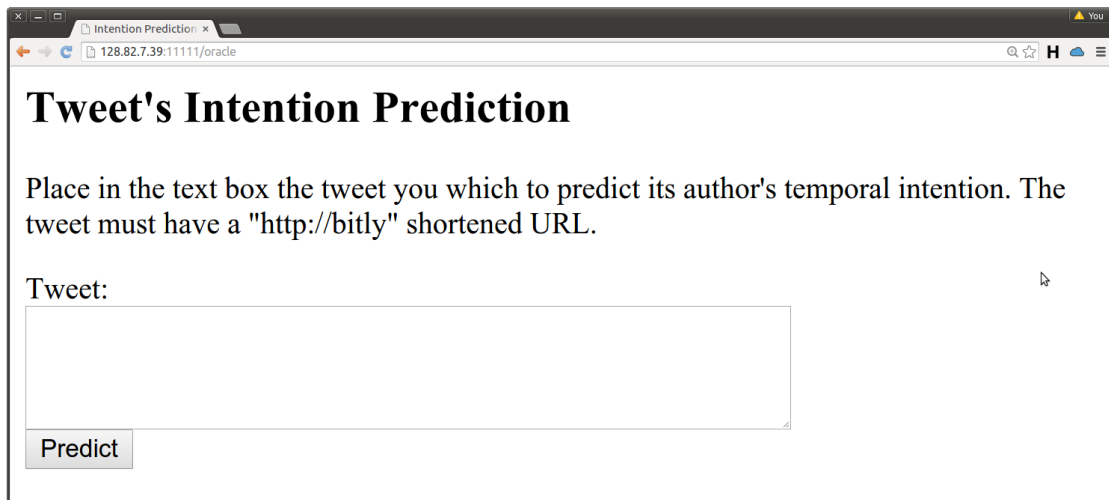 You
Intention Prediction ×
128.82.7.39:11111/oracle
H
Tweet's Intention Prediction
Place in the text box the tweet you which to predict its author's temporal intention. The
tweet must have a "http://bitly" shortened URL.
Tweet:
Predict